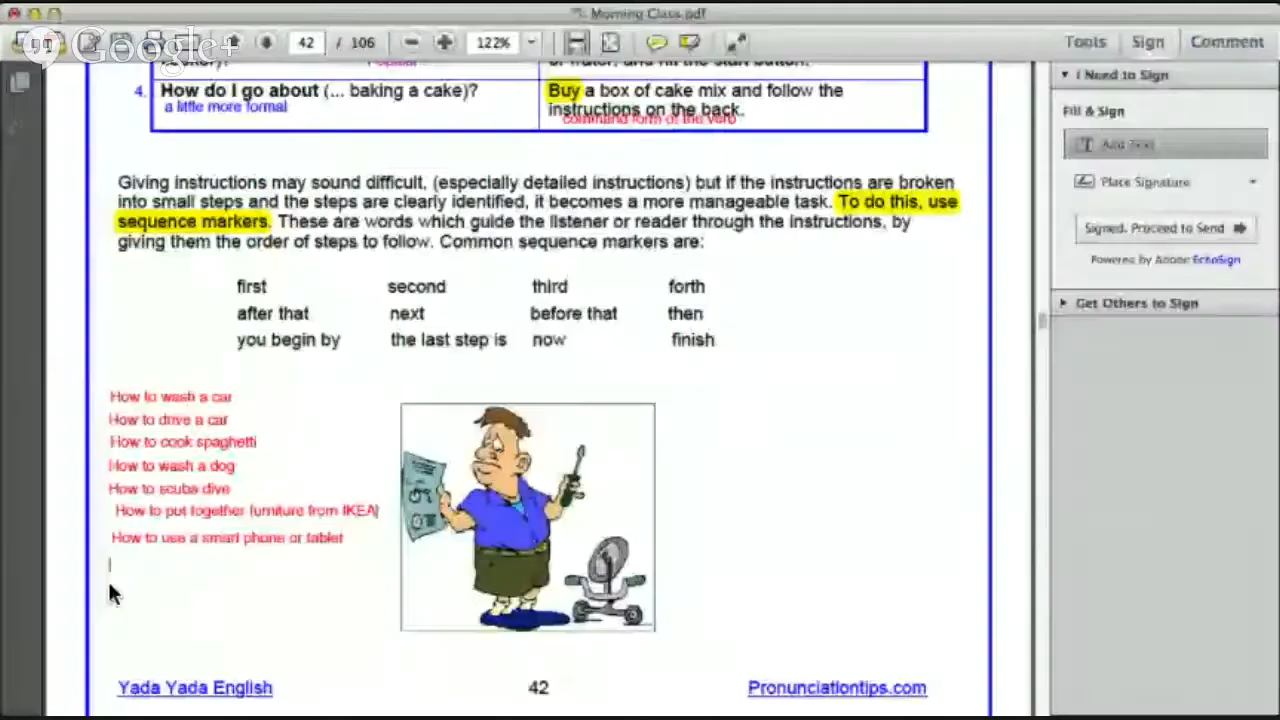 Morning Class.pdf
Google+
42 / 106
122%
Tools Sign Comment
I Need to Sign
Fill & Sign
Add Text
Place Signature
Signed. Proceed to Send
Powered by Adobe EchoSign
Get Others to Sign
and hit the start button.
4. How do I go about (... baking a cake)?
a little more formal
Buy a box of cake mix and follow the
instructions on the back.
command form of the verb
Giving instructions may sound difficult, (especially detailed instructions) but if the instructions are broken
into small steps and the steps are clearly identified, it becomes a more manageable task. To do this, use
sequence markers. These are words which guide the listener or reader through the instructions, by
giving them the order of steps to follow. Common sequence markers are:
first second third forth
after that next before that then
you begin by the last step is now finish
How to wash a car
How to drive a car
How to cook spaghetti
How to wash a dog
How to scuba dive
How to put together furniture from IKEA
How to use a smart phone or tablet
Yada Yada English 42 Pronunciationtips.com